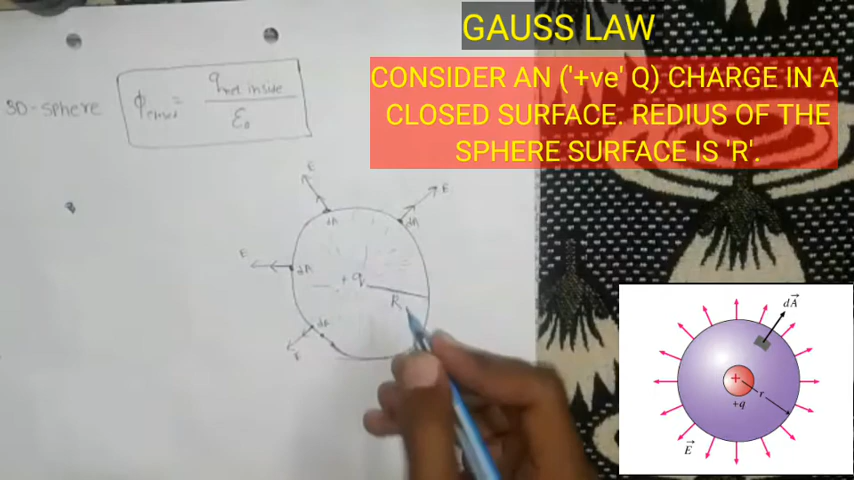 GAUSS LAW
CONSIDER AN ('+ve' Q) CHARGE IN A
CLOSED SURFACE. REDIUS OF THE
SPHERE SURFACE IS 'R'.
3D-sphere
ϕ = q inside
ε₀
E
E
dA
dA
E
dA
+q
R
dA
E
dA
+
+q
r
E